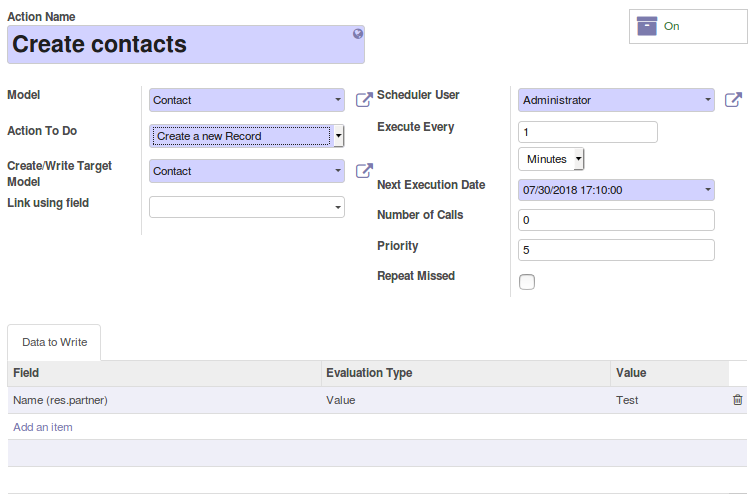 Action Name
Create contacts
On
Model
Contact
Action To Do
Create a new Record
Create/Write Target
Model
Contact
Link using field
Scheduler User
Administrator
Execute Every
1
Minutes
Next Execution Date
07/30/2018 17:10:00
Number of Calls
0
Priority
5
Repeat Missed
Data to Write
Field Evaluation Type Value
Name (res.partner) Value Test
Add an item